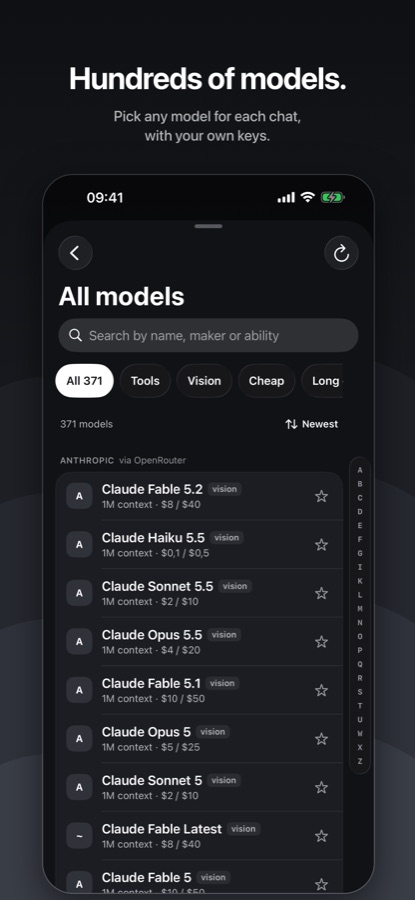 Hundreds of models.
Pick any model for each chat,
with your own keys.
09:41
All models
Search by name, maker or ability
All 371
Tools
Vision
Cheap
Long
371 models
Newest
ANTHROPIC via OpenRouter
A
Claude Fable 5.2 vision
1M context · $8 / $40
A
Claude Haiku 5.5 vision
1M context · $0,1 / $0,5
A
Claude Sonnet 5.5 vision
1M context · $2 / $10
A
Claude Opus 5.5 vision
1M context · $4 / $20
A
Claude Fable 5.1 vision
1M context · $10 / $50
A
Claude Opus 5 vision
1M context · $5 / $25
A
Claude Sonnet 5 vision
1M context · $2 / $10
~
Claude Fable Latest vision
1M context · $8 / $40
A
Claude Fable 5 vision
1M context · $10 / $50
A
B
C
D
E
F
G
I
K
L
M
N
O
P
Q
R
S
T
U
W
X
Z